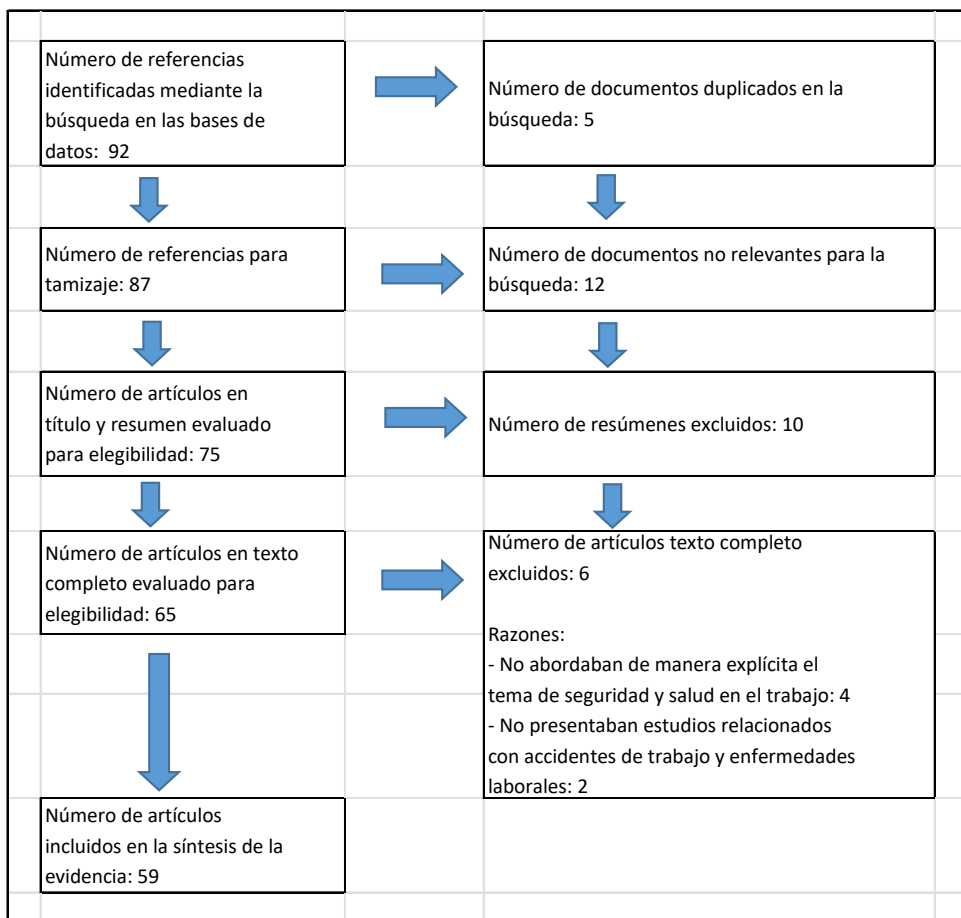 Número de referencias
identificadas mediante la
búsqueda en las bases de
datos:  92
Número de documentos duplicados en la
búsqueda: 5
Número de referencias para
tamizaje: 87
Número de documentos no relevantes para la
búsqueda: 12
Número de artículos en
título y resumen evaluado
para elegibilidad: 75
Número de resúmenes excluidos: 10
Número de artículos en texto
completo evaluado para
elegibilidad: 65
Número de artículos texto completo
excluidos: 6
Razones:
- No abordaban de manera explícita el
tema de seguridad y salud en el trabajo: 4
- No presentaban estudios relacionados
con accidentes de trabajo y enfermedades
laborales: 2
Número de artículos
incluidos en la síntesis de la
evidencia: 59